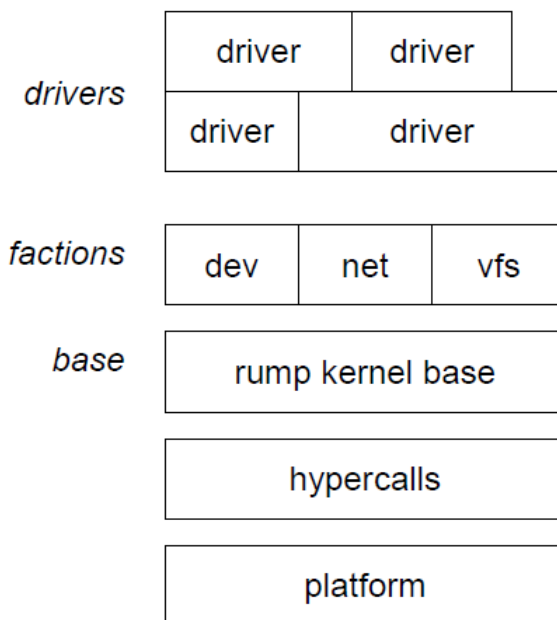 driver driver
drivers
driver driver
factions dev net vfs
base rump kernel base
hypercalls
platform